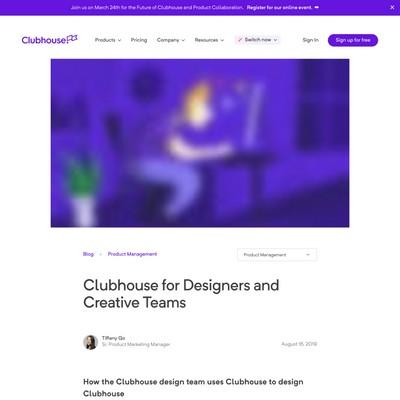 Join us on March 24th for the Future of Clubhouse and Product Collaboration. Register for our online event. ➡ ✕
Clubhouse Products Pricing Company Resources Switch now Sign In Sign up for free
Blog › Product Management Product Management
Clubhouse for Designers and
Creative Teams
Tiffany Go
Sr. Product Marketing Manager August 16, 2019
How the Clubhouse design team uses Clubhouse to design
Clubhouse